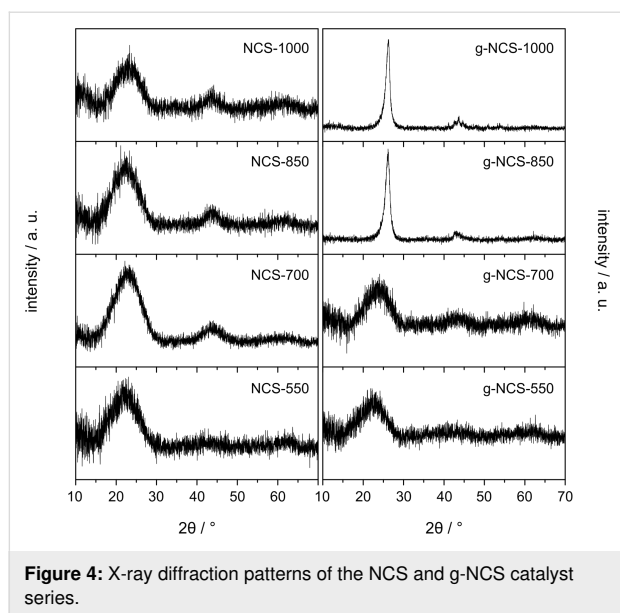 NCS-1000
g-NCS-1000
NCS-850
g-NCS-850
intensity / a. u.
intensity / a. u.
NCS-700
g-NCS-700
NCS-550
g-NCS-550
10 20 30 40 50 60 10 20 30 40 50 60 70
2θ / ° 2θ / °
Figure 4: X-ray diffraction patterns of the NCS and g-NCS catalyst
series.